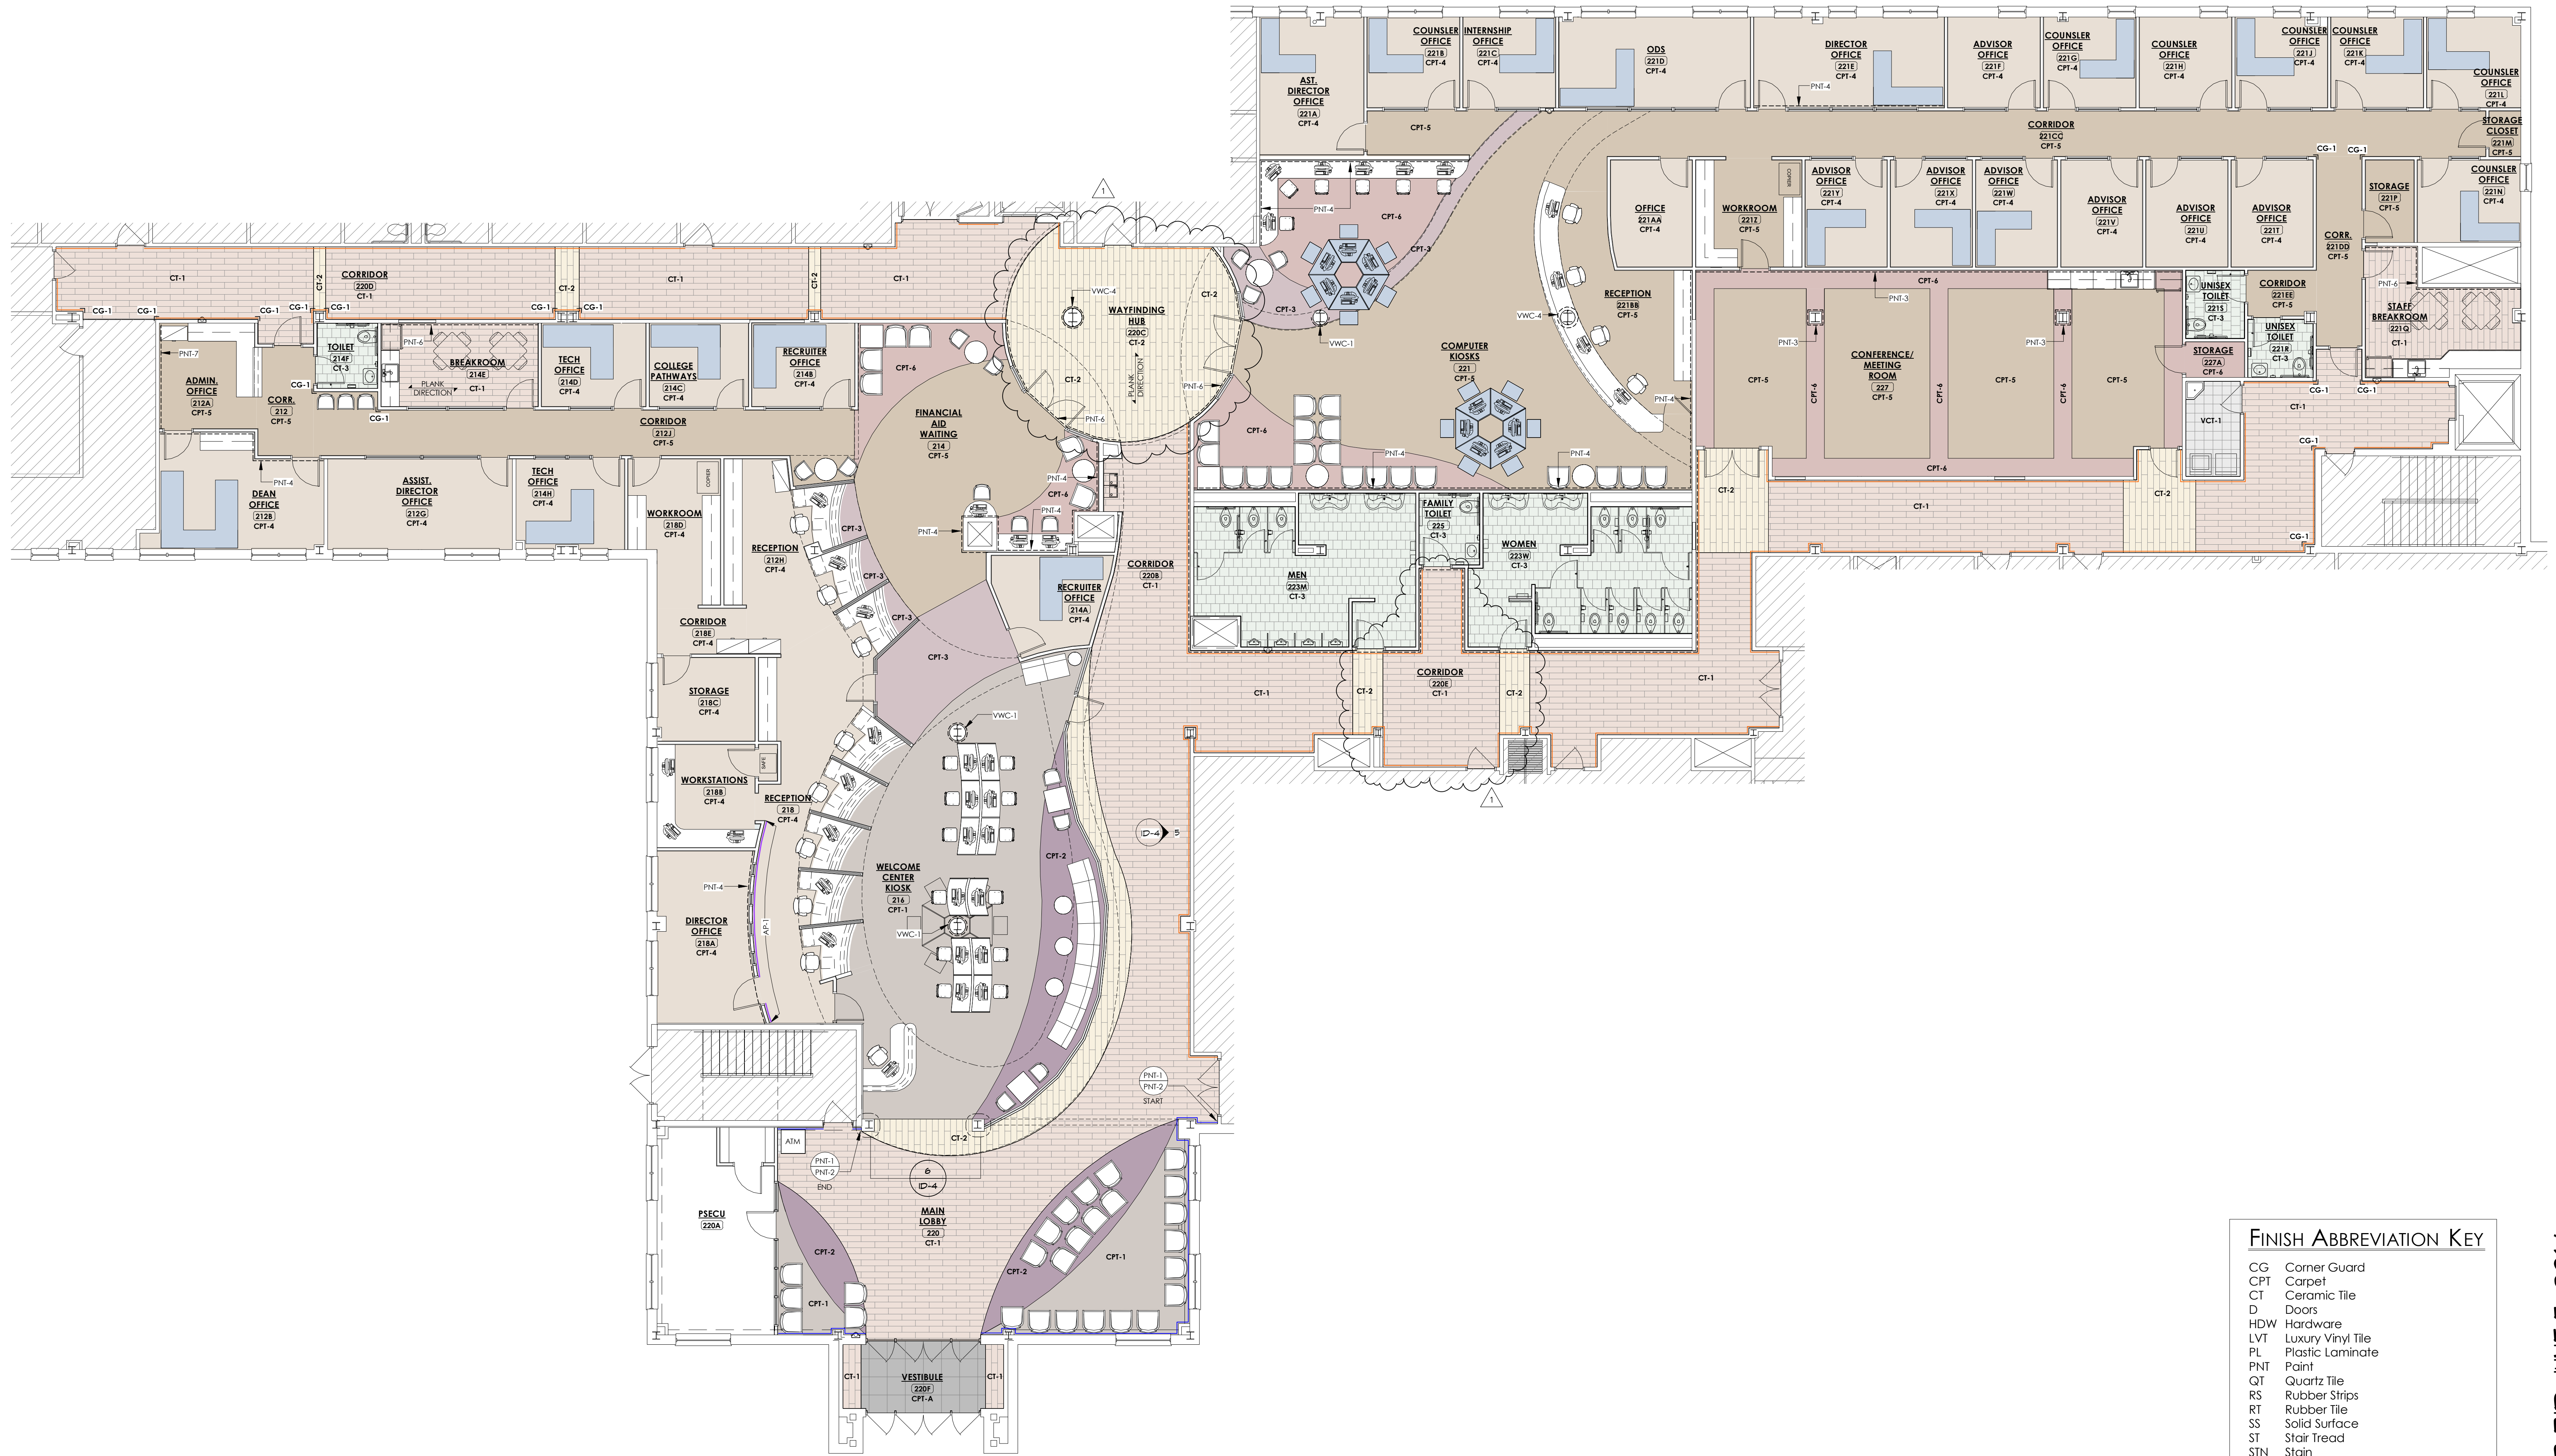 COUNSLER
OFFICE
221B
CPT-4
INTERNSHIP
OFFICE
221C
CPT-4
ODS
221D
CPT-4
DIRECTOR
OFFICE
221E
CPT-4
ADVISOR
OFFICE
221F
CPT-4
COUNSLER
OFFICE
221G
CPT-4
COUNSLER
OFFICE
221H
CPT-4
COUNSLER
OFFICE
221J
CPT-4
COUNSLER
OFFICE
221K
CPT-4
COUNSLER
OFFICE
221L
CPT-4
AST.
DIRECTOR
OFFICE
221A
CPT-4
PNT-4
CPT-5
CORRIDOR
221CC
CPT-5
STORAGE
CLOSET
221M
CPT-5
CG-1
CG-1
PNT-4
CPT-6
CPT-3
CPT-3
VWC-1
OFFICE
221AA
CPT-4
WORKROOM
221Z
CPT-5
COPIER
ADVISOR
OFFICE
221Y
CPT-4
ADVISOR
OFFICE
221X
CPT-4
ADVISOR
OFFICE
221W
CPT-4
ADVISOR
OFFICE
221V
CPT-4
ADVISOR
OFFICE
221U
CPT-4
ADVISOR
OFFICE
221T
CPT-4
CORR.
221DD
CPT-5
STORAGE
221P
CPT-5
COUNSLER
OFFICE
221N
CPT-4
1
CT-1
CT-2
CORRIDOR
220D
CT-1
CT-2
CT-1
CT-2
CT-1
CG-1
CG-1
CG-1
CG-1
CG-1
CG-1
CG-1
VWC-4
WAYFINDING
HUB
220C
CT-2
CT-2
CT-2
PLANK
DIRECTION
PNT-6
PNT-6
RECEPTION
221BB
CPT-5
VWC-4
COMPUTER
KIOSKS
221
CPT-5
PNT-4
CPT-6
PNT-4
PNT-4
CPT-6
PNT-3
PNT-3
PNT-3
CONFERENCE/
MEETING
ROOM
227
CPT-5
CPT-5
CPT-6
CPT-6
CPT-5
CPT-6
CPT-5
CPT-6
UNISEX
TOILET
221S
CT-3
CORRIDOR
221EE
CPT-5
UNISEX
TOILET
221R
CT-3
STORAGE
227A
CPT-6
PNT-6
STAFF
BREAKROOM
221Q
CT-1
CG-1
CG-1
VCT-1
CT-1
CG-1
CG-1
CT-2
CT-1
CT-2
PNT-7
ADMIN.
OFFICE
212A
CPT-5
CORR.
212
CPT-5
CG-1
TOILET
214F
CT-3
PNT-6
BREAKROOM
214E
CT-1
PLANK
DIRECTION
CG-1
TECH
OFFICE
214D
CPT-4
COLLEGE
PATHWAYS
214C
CPT-4
RECRUITER
OFFICE
214B
CPT-4
CPT-6
CORRIDOR
212J
CPT-5
FINANCIAL
AID
WAITING
214
CPT-5
PNT-4
CPT-6
PNT-4
PNT-4
DEAN
OFFICE
212B
CPT-4
PNT-4
ASSIST.
DIRECTOR
OFFICE
212G
CPT-4
TECH
OFFICE
214H
CPT-4
COPIER
WORKROOM
218D
CPT-4
RECEPTION
212H
CPT-4
CPT-3
CPT-3
CPT-3
CPT-3
RECRUITER
OFFICE
214A
CPT-4
CORRIDOR
220B
CT-1
MEN
223M
CT-3
FAMILY
TOILET
225
CT-3
WOMEN
223W
CT-3
CORRIDOR
218E
CPT-4
STORAGE
218C
CPT-4
CT-1
CT-2
CORRIDOR
220E
CT-1
CT-2
CT-1
1
VWC-1
WORKSTATIONS
218B
CPT-4
SAFE
RECEPTION
218
CPT-4
ID-4
5
PNT-4
AP-1
DIRECTOR
OFFICE
218A
CPT-4
WELCOME
CENTER
KIOSK
216
CPT-1
CPT-2
VWC-1
PNT-1
PNT-2
START
CT-2
ATM
PNT-1
PNT-2
END
6
ID-4
PSECU
220A
MAIN
LOBBY
220
CT-1
CPT-2
CPT-1
CPT-2
CPT-1
CT-1
VESTIBULE
220F
CPT-A
CT-1
FINISH ABBREVIATION KEY
CG Corner Guard
CPT Carpet
CT Ceramic Tile
D Doors
HDW Hardware
LVT Luxury Vinyl Tile
PL Plastic Laminate
PNT Paint
QT Quartz Tile
RS Rubber Strips
RT Rubber Tile
SS Solid Surface
ST Stair Tread
STN Stain